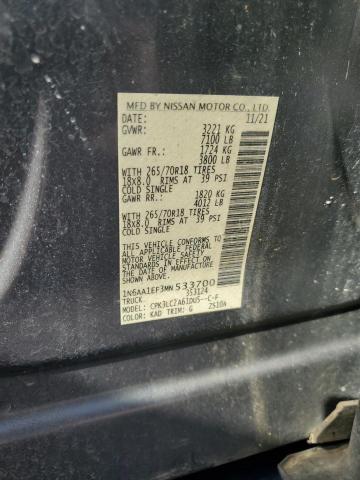 MFD BY NISSAN MOTOR CO., LTD.
DATE: 11/21
GVWR: 3221 KG
7100 LB
GAWR FR.: 1724 KG
3800 LB
WITH 265/70R18 TIRES
18x8.0 RIMS AT 39 PSI
COLD SINGLE
GAWR RR.: 1820 KG
4012 LB
WITH 265/70R18 TIRES
18x8.0 RIMS AT 39 PSI
COLD SINGLE
THIS VEHICLE CONFORMS TO
ALL APPLICABLE FEDERAL
MOTOR VEHICLE SAFETY
STANDARDS IN EFFECT ON
THE DATE OF MANUFACTURE
SHOWN ABOVE.
1N6AA1EF3MN533700
TRUCK 353124
MODEL: CPK3LCZA61DU5--C-F
COLOR: KAD TRIM: G 2S10A